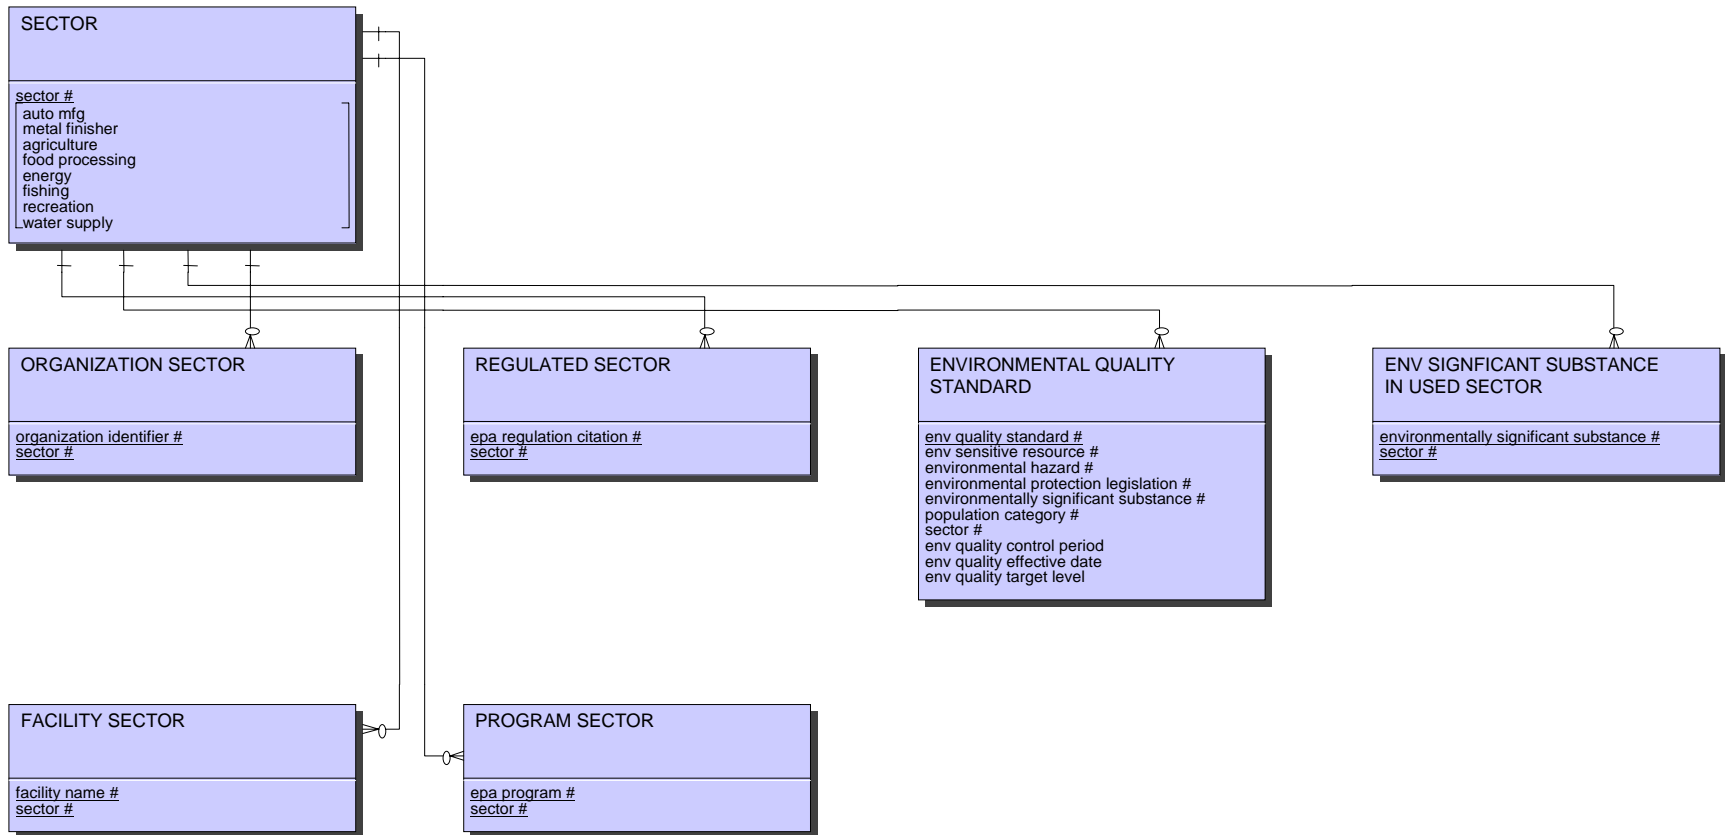 SECTOR
sector #
auto mfg
metal finisher
agriculture
food processing
energy
fishing
recreation
water supply
ORGANIZATION SECTOR
organization identifier #
sector #
REGULATED SECTOR
epa regulation citation #
sector #
ENVIRONMENTAL QUALITY
STANDARD
env quality standard #
env sensitive resource #
environmental hazard #
environmental protection legislation #
environmentally significant substance #
population category #
sector #
env quality control period
env quality effective date
env quality target level
ENV SIGNFICANT SUBSTANCE
IN USED SECTOR
environmentally significant substance #
sector #
FACILITY SECTOR
facility name #
sector #
PROGRAM SECTOR
epa program #
sector #